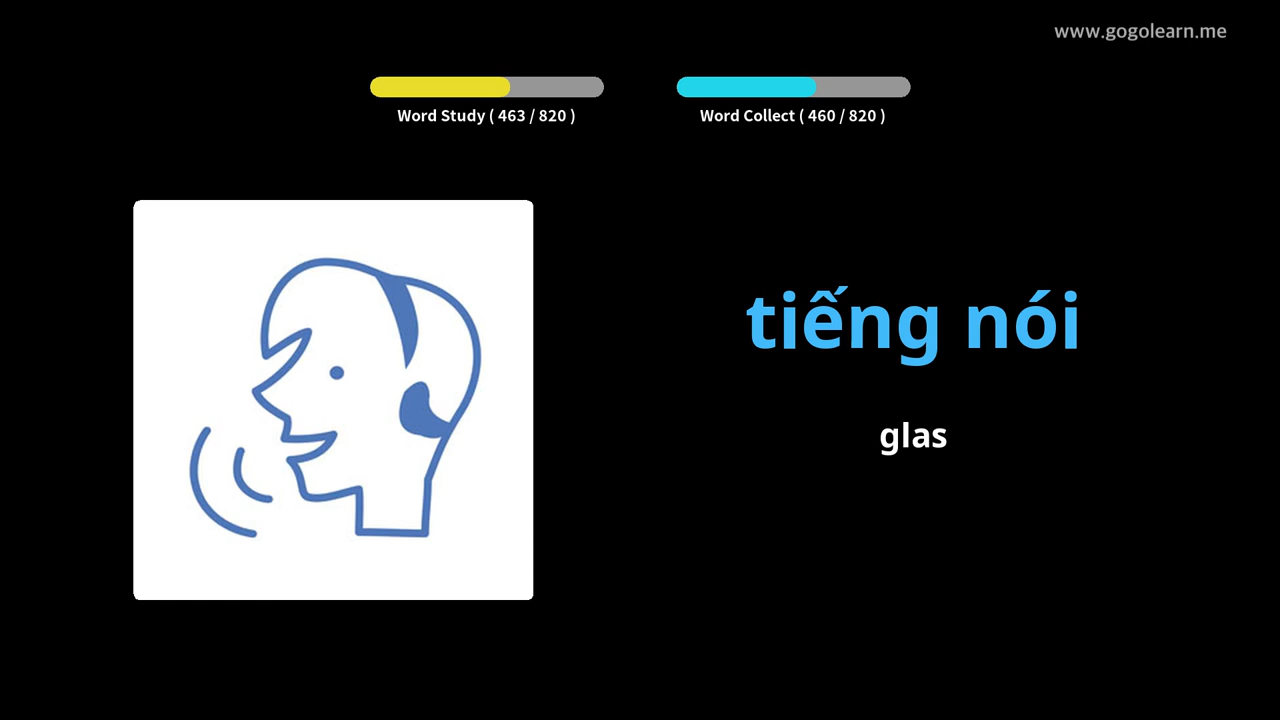 www.gogolearn.me
Word Study ( 463 / 820 )
Word Collect ( 460 / 820 )
tiếng nói
glas